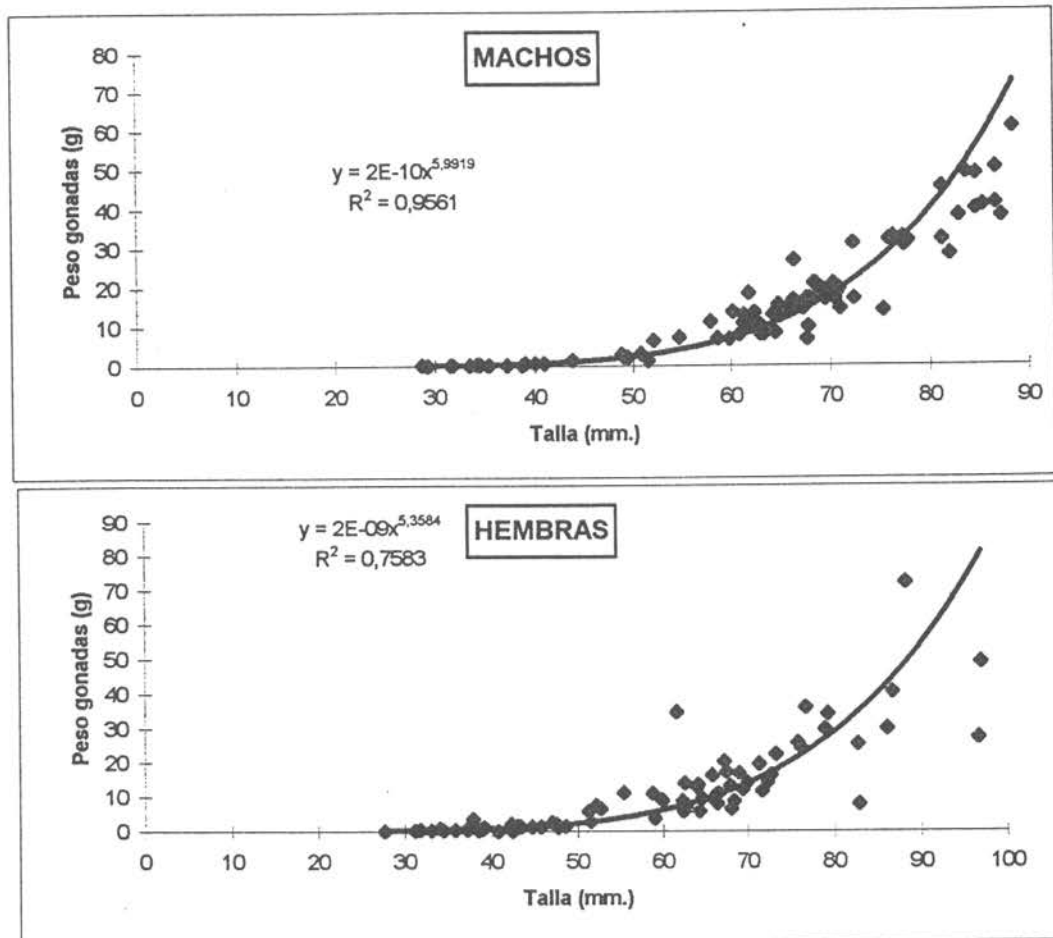 MACHOS
80
70
60
50
40
30
20
10
0
Peso gonadas (g)
y = 2E-10x^5,9919
R² = 0,9561
0 10 20 30 40 50 60 70 80 90
Talla (mm.)
HEMBRAS
90
80
70
60
50
40
30
20
10
0
Peso gonadas (g)
y = 2E-09x^5,3584
R² = 0,7583
0 10 20 30 40 50 60 70 80 90 100
Talla (mm.)